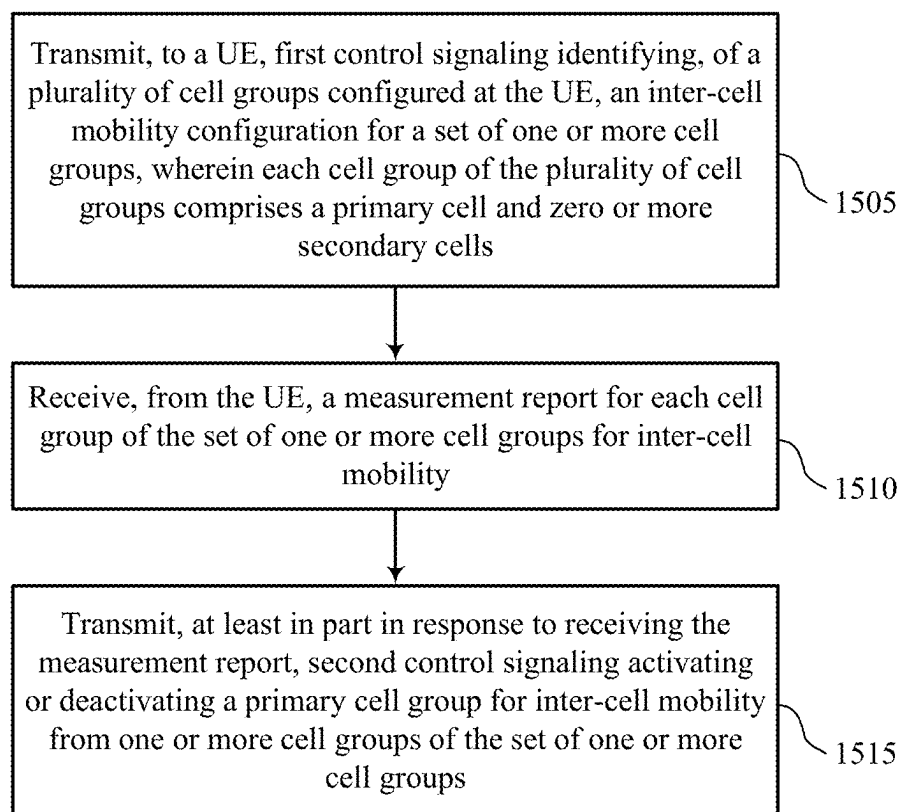 Transmit, to a UE, first control signaling identifying, of a
plurality of cell groups configured at the UE, an inter-cell
mobility configuration for a set of one or more cell
groups, wherein each cell group of the plurality of cell
groups comprises a primary cell and zero or more
secondary cells
1505
Receive, from the UE, a measurement report for each cell
group of the set of one or more cell groups for inter-cell
mobility
1510
Transmit, at least in part in response to receiving the
measurement report, second control signaling activating
or deactivating a primary cell group for inter-cell mobility
from one or more cell groups of the set of one or more
cell groups
1515